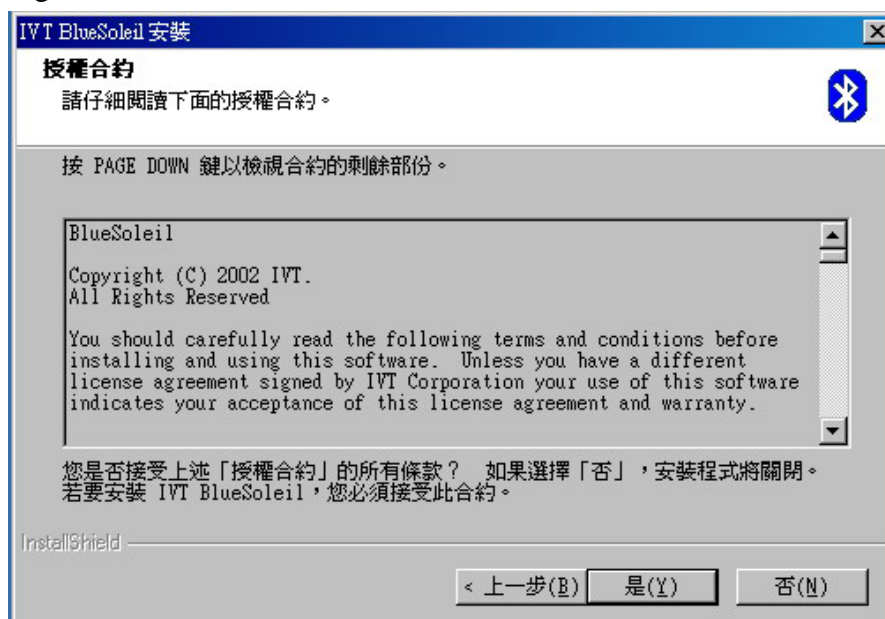 IVT BlueSoleil 安裝
授權合約
請仔細閱讀下面的授權合約。
按 PAGE DOWN 鍵以檢視合約的剩餘部份。
BlueSoleil
Copyright (C) 2002 IVT.
All Rights Reserved
You should carefully read the following terms and conditions before
installing and using this software.  Unless you have a different
license agreement signed by IVT Corporation your use of this software
indicates your acceptance of this license agreement and warranty.
您是否接受上述「授權合約」的所有條款？  如果選擇「否」，安裝程式將關閉。
若要安裝 IVT BlueSoleil，您必須接受此合約。
InstallShield
< 上一步(B) 是(Y) 否(N)